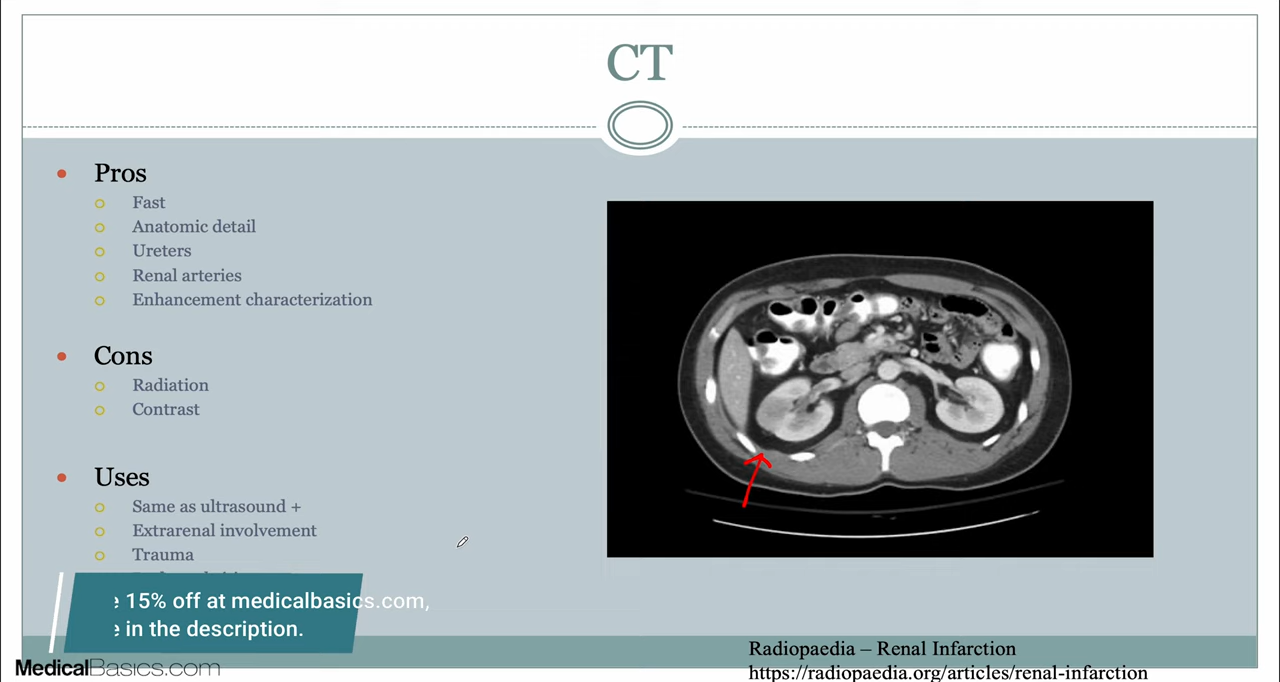 CT
Pros
Fast
Anatomic detail
Ureters
Renal arteries
Enhancement characterization
Cons
Radiation
Contrast
Uses
Same as ultrasound +
Extrarenal involvement
Trauma
15% off at medicalbasics.com,
in the description.
MedicalBasics.com
Radiopaedia – Renal Infarction
https://radiopaedia.org/articles/renal-infarction